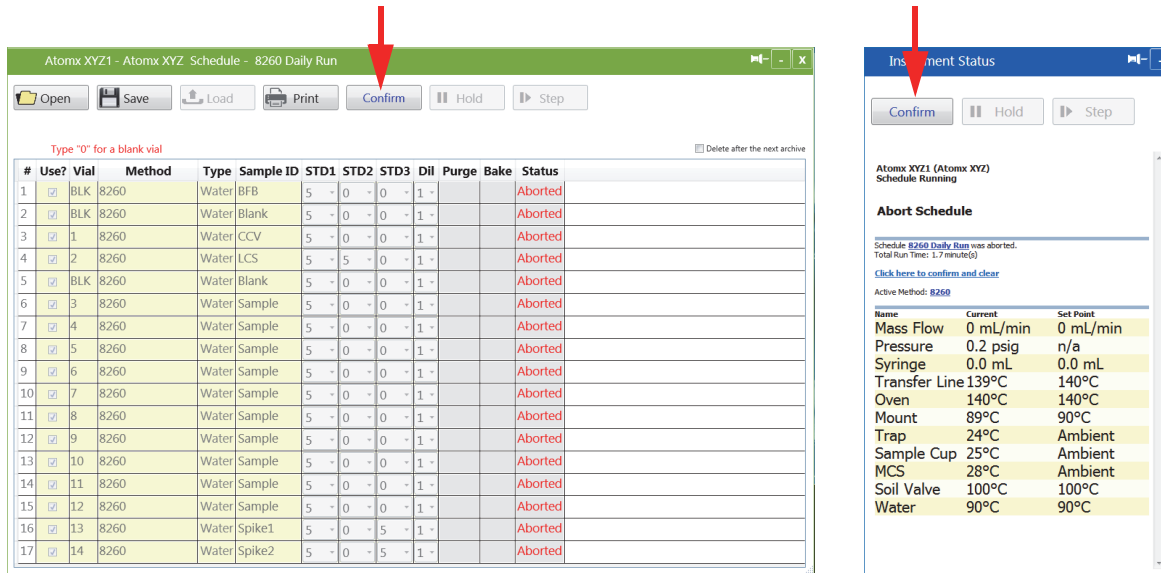 Atomx XYZ1 - Atomx XYZ Schedule - 8260 Daily Run
Open Save Load Print Confirm Hold Step
Type "0" for a blank vial Delete after the next archive
# Use? Vial Method Type Sample ID STD1 STD2 STD3 Dil Purge Bake Status
1 BLK 8260 Water BFB 5 0 0 1 Aborted
2 BLK 8260 Water Blank 5 0 0 1 Aborted
3 1 8260 Water CCV 5 0 0 1 Aborted
4 2 8260 Water LCS 5 5 0 1 Aborted
5 BLK 8260 Water Blank 5 0 0 1 Aborted
6 3 8260 Water Sample 5 0 0 1 Aborted
7 4 8260 Water Sample 5 0 0 1 Aborted
8 5 8260 Water Sample 5 0 0 1 Aborted
9 6 8260 Water Sample 5 0 0 1 Aborted
10 7 8260 Water Sample 5 0 0 1 Aborted
11 8 8260 Water Sample 5 0 0 1 Aborted
12 9 8260 Water Sample 5 0 0 1 Aborted
13 10 8260 Water Sample 5 0 0 1 Aborted
14 11 8260 Water Sample 5 0 0 1 Aborted
15 12 8260 Water Sample 5 0 0 1 Aborted
16 13 8260 Water Spike1 5 0 5 1 Aborted
17 14 8260 Water Spike2 5 0 5 1 Aborted
Status
Confirm Hold Step
Atomx XYZ1 (Atomx XYZ)
Schedule Running
Abort Schedule
Schedule 8260 Daily Run was aborted.
Total Run Time: 1.7 minute(s)
Click here to confirm and clear
Active Method: 8260
Name Current Set Point
Mass Flow 0 mL/min 0 mL/min
Pressure 0.2 psig n/a
Syringe 0.0 mL 0.0 mL
Transfer Line 139°C 140°C
Oven 140°C 140°C
Mount 89°C 90°C
Trap 24°C Ambient
Sample Cup 25°C Ambient
MCS 28°C Ambient
Soil Valve 100°C 100°C
Water 90°C 90°C